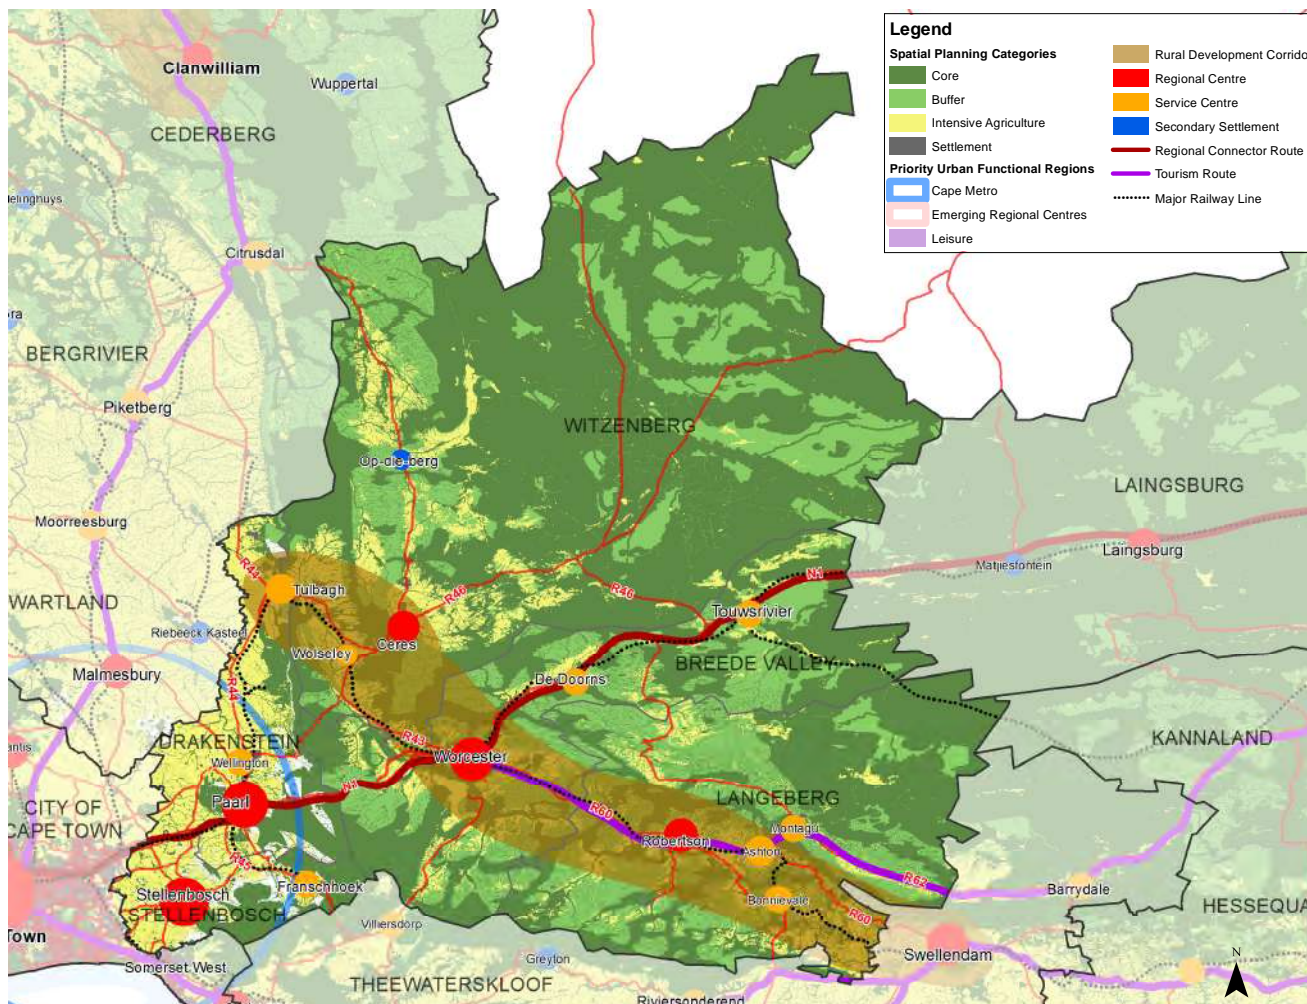 Legend
Spatial Planning Categories
Core
Buffer
Intensive Agriculture
Settlement
Priority Urban Functional Regions
Cape Metro
Emerging Regional Centres
Leisure
Rural Development Corrido
Regional Centre
Service Centre
Secondary Settlement
Regional Connector Route
Tourism Route
Major Railway Line
Clanwilliam
Wuppertal
CEDERBERG
elinghuys
Citrusdal
ora
BERGRIVIER
Piketberg
WITZENBERG
Op-die-berg
LAINGSBURG
Moorreesburg
Laingsburg
Matjiesfontein
N1
R44
Tulbagh
R46
R46
WARTLAND
Touwsrivier
Riebeeck Kasteel
Ceres
Wolseley
BREEDE VALLEY
Malmesbury
De Doorns
R44
DRAKENSTEIN
R43
KANNALAND
antis
Wellington
Worcester
N1
Paarl
LANGEBERG
CITY OF
CAPE TOWN
R60
Montagu
Robertson
Ashton
R45
R62
Stellenbosch
Franschhoek
Barrydale
STELLENBOSCH
Bonnievale
R60
HESSEQUA
Villiersdorp
Town
Swellendam
Greyton
Somerset West
THEEWATERSKLOOF
Riviersonderend
N